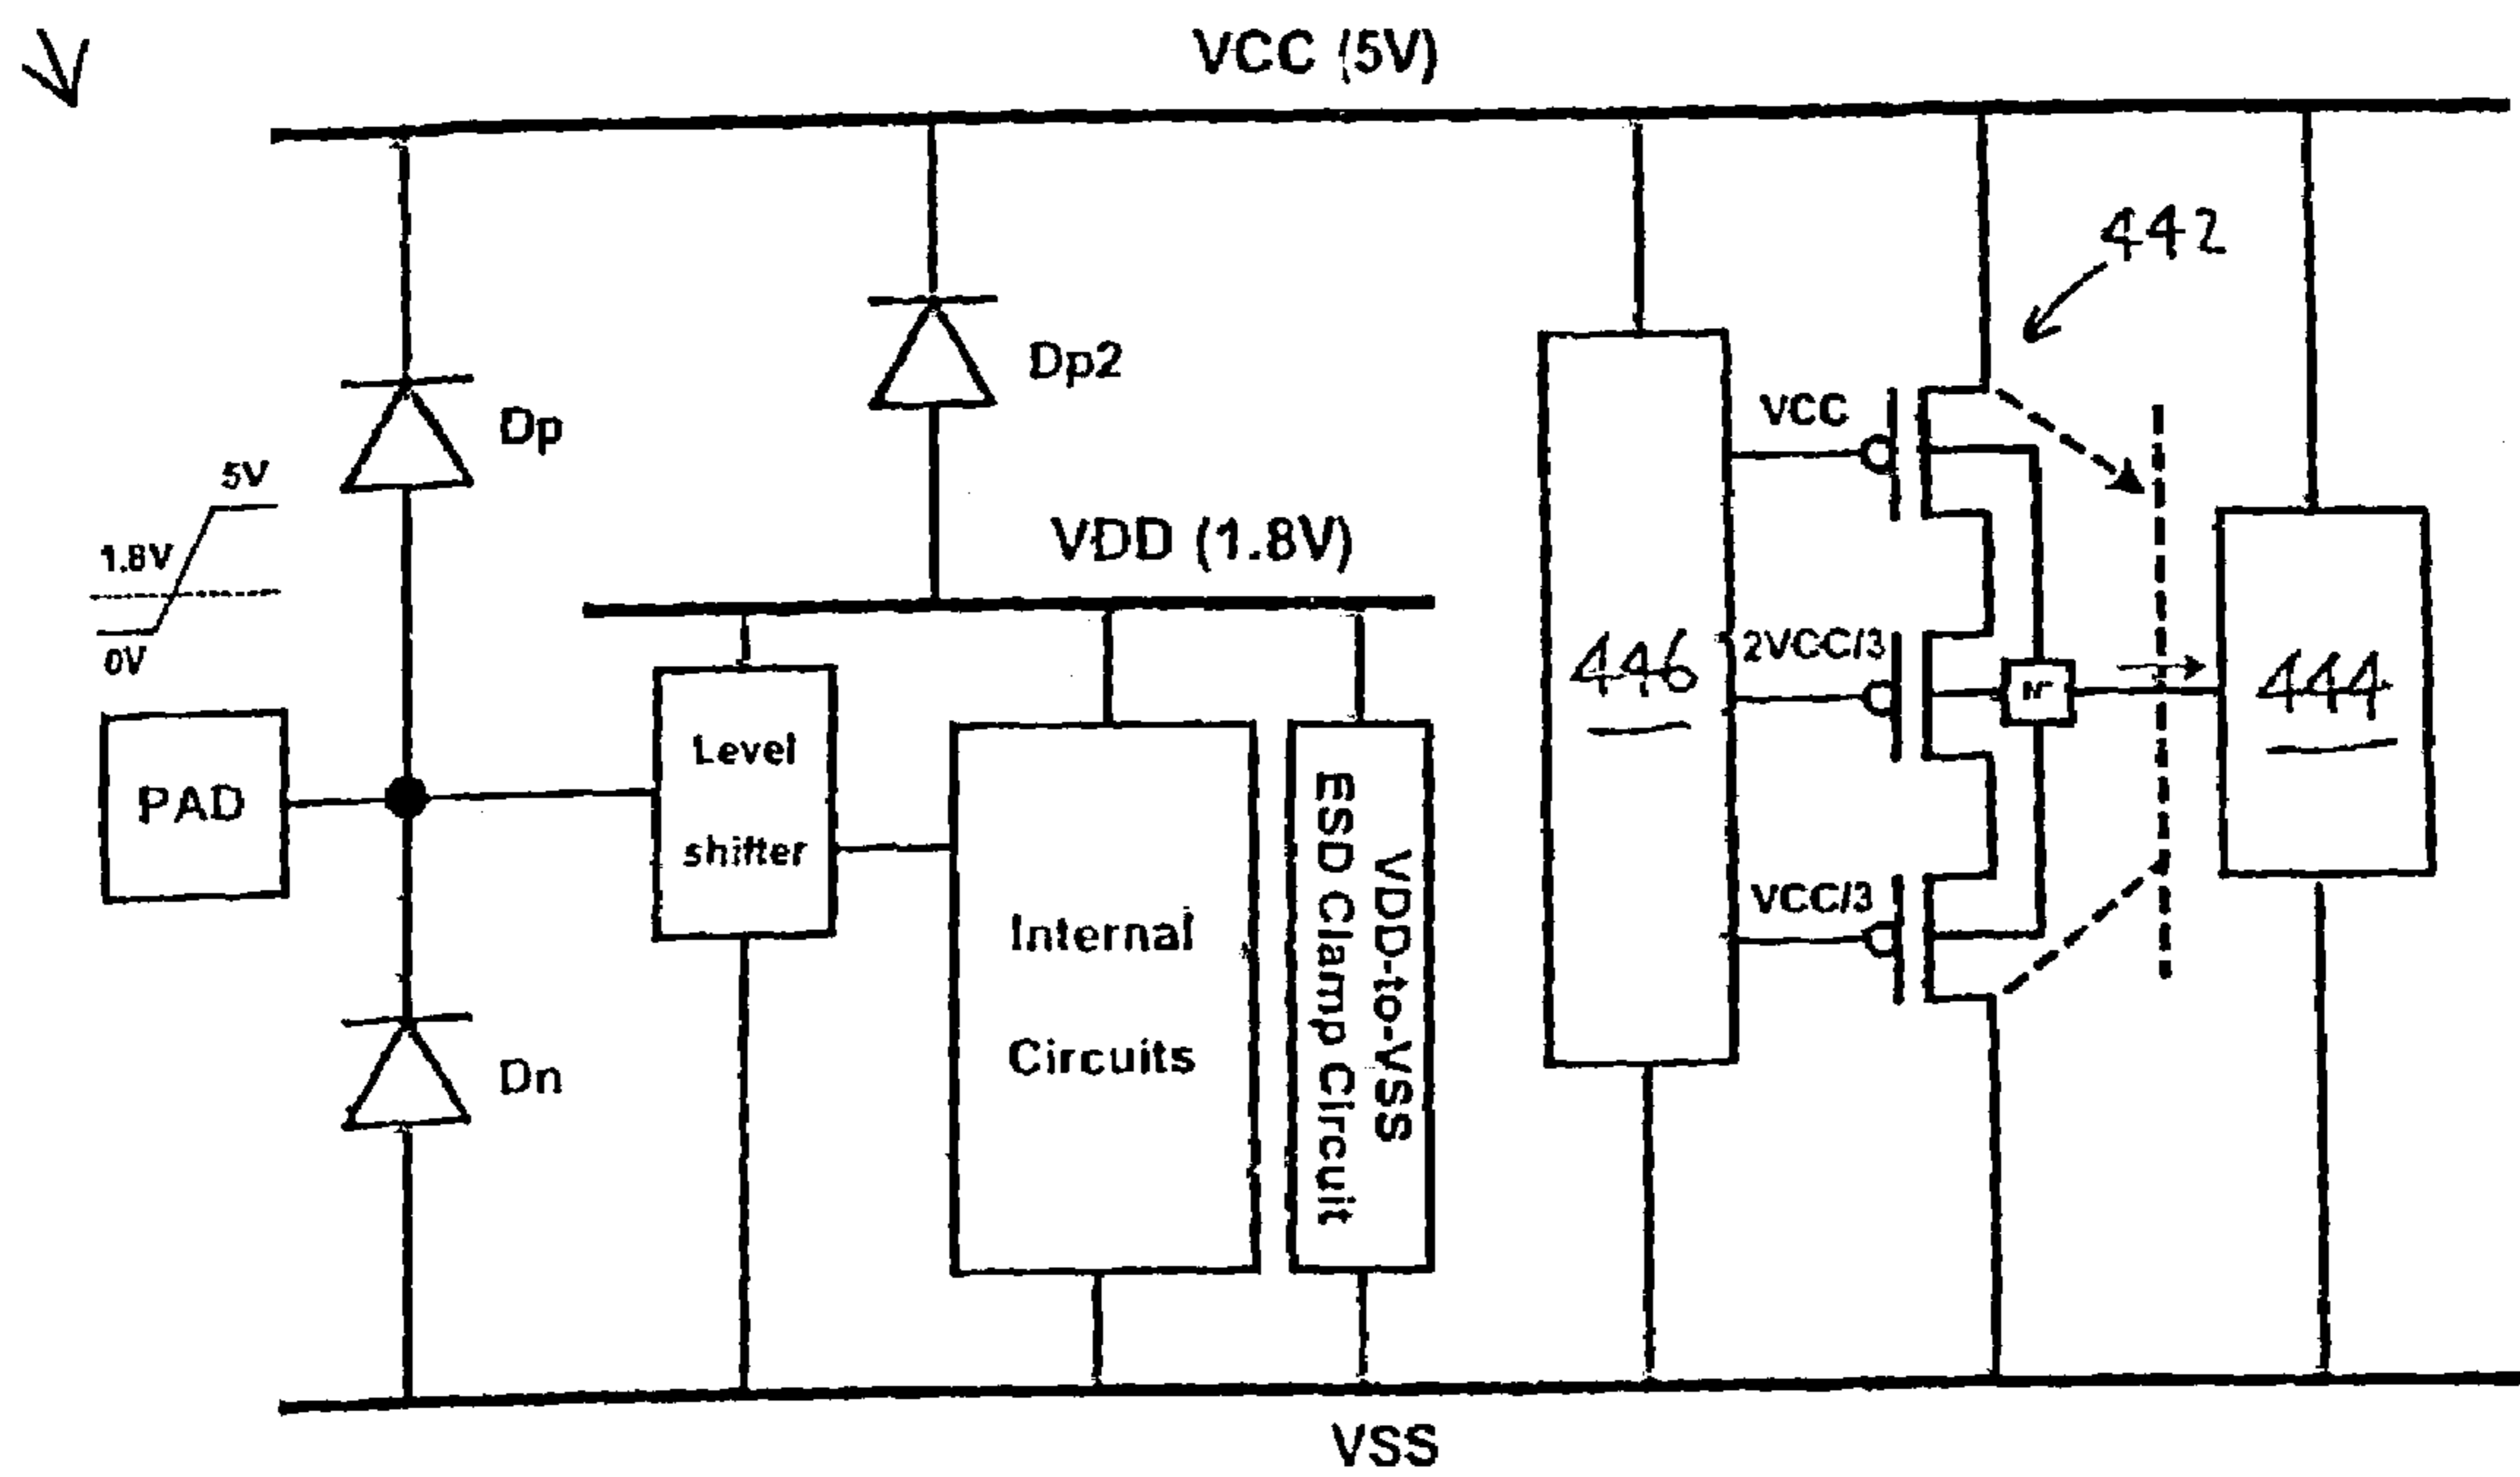 VCC (5V)
442
Dp2
VCC
Dp
5V
VDD (1.8V)
1.8V
0V
2VCC/3
446
444
Level
shifter
PAD
VCC/3
Internal
Circuits
VDD-to-VSS
ESD Clamp Circuit
Dn
VSS